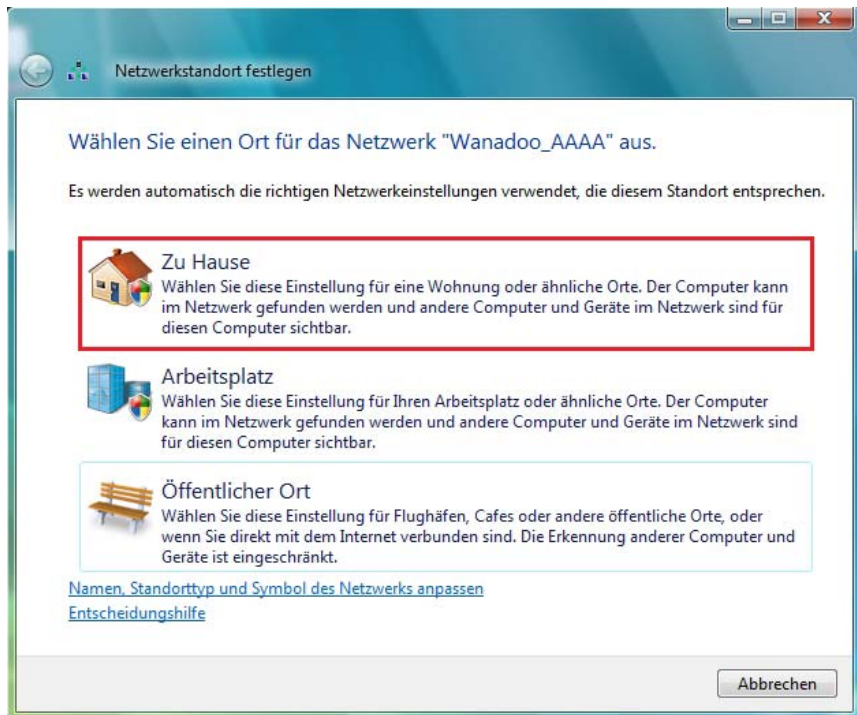 Netzwerkstandort festlegen
Wählen Sie einen Ort für das Netzwerk "Wanadoo_AAAA" aus.
Es werden automatisch die richtigen Netzwerkeinstellungen verwendet, die diesem Standort entsprechen.
Zu Hause
Wählen Sie diese Einstellung für eine Wohnung oder ähnliche Orte. Der Computer kann
im Netzwerk gefunden werden und andere Computer und Geräte im Netzwerk sind für
diesen Computer sichtbar.
Arbeitsplatz
Wählen Sie diese Einstellung für Ihren Arbeitsplatz oder ähnliche Orte. Der Computer
kann im Netzwerk gefunden werden und andere Computer und Geräte im Netzwerk sind
für diesen Computer sichtbar.
Öffentlicher Ort
Wählen Sie diese Einstellung für Flughäfen, Cafes oder andere öffentliche Orte, oder
wenn Sie direkt mit dem Internet verbunden sind. Die Erkennung anderer Computer und
Geräte ist eingeschränkt.
Namen, Standorttyp und Symbol des Netzwerks anpassen
Entscheidungshilfe
Abbrechen